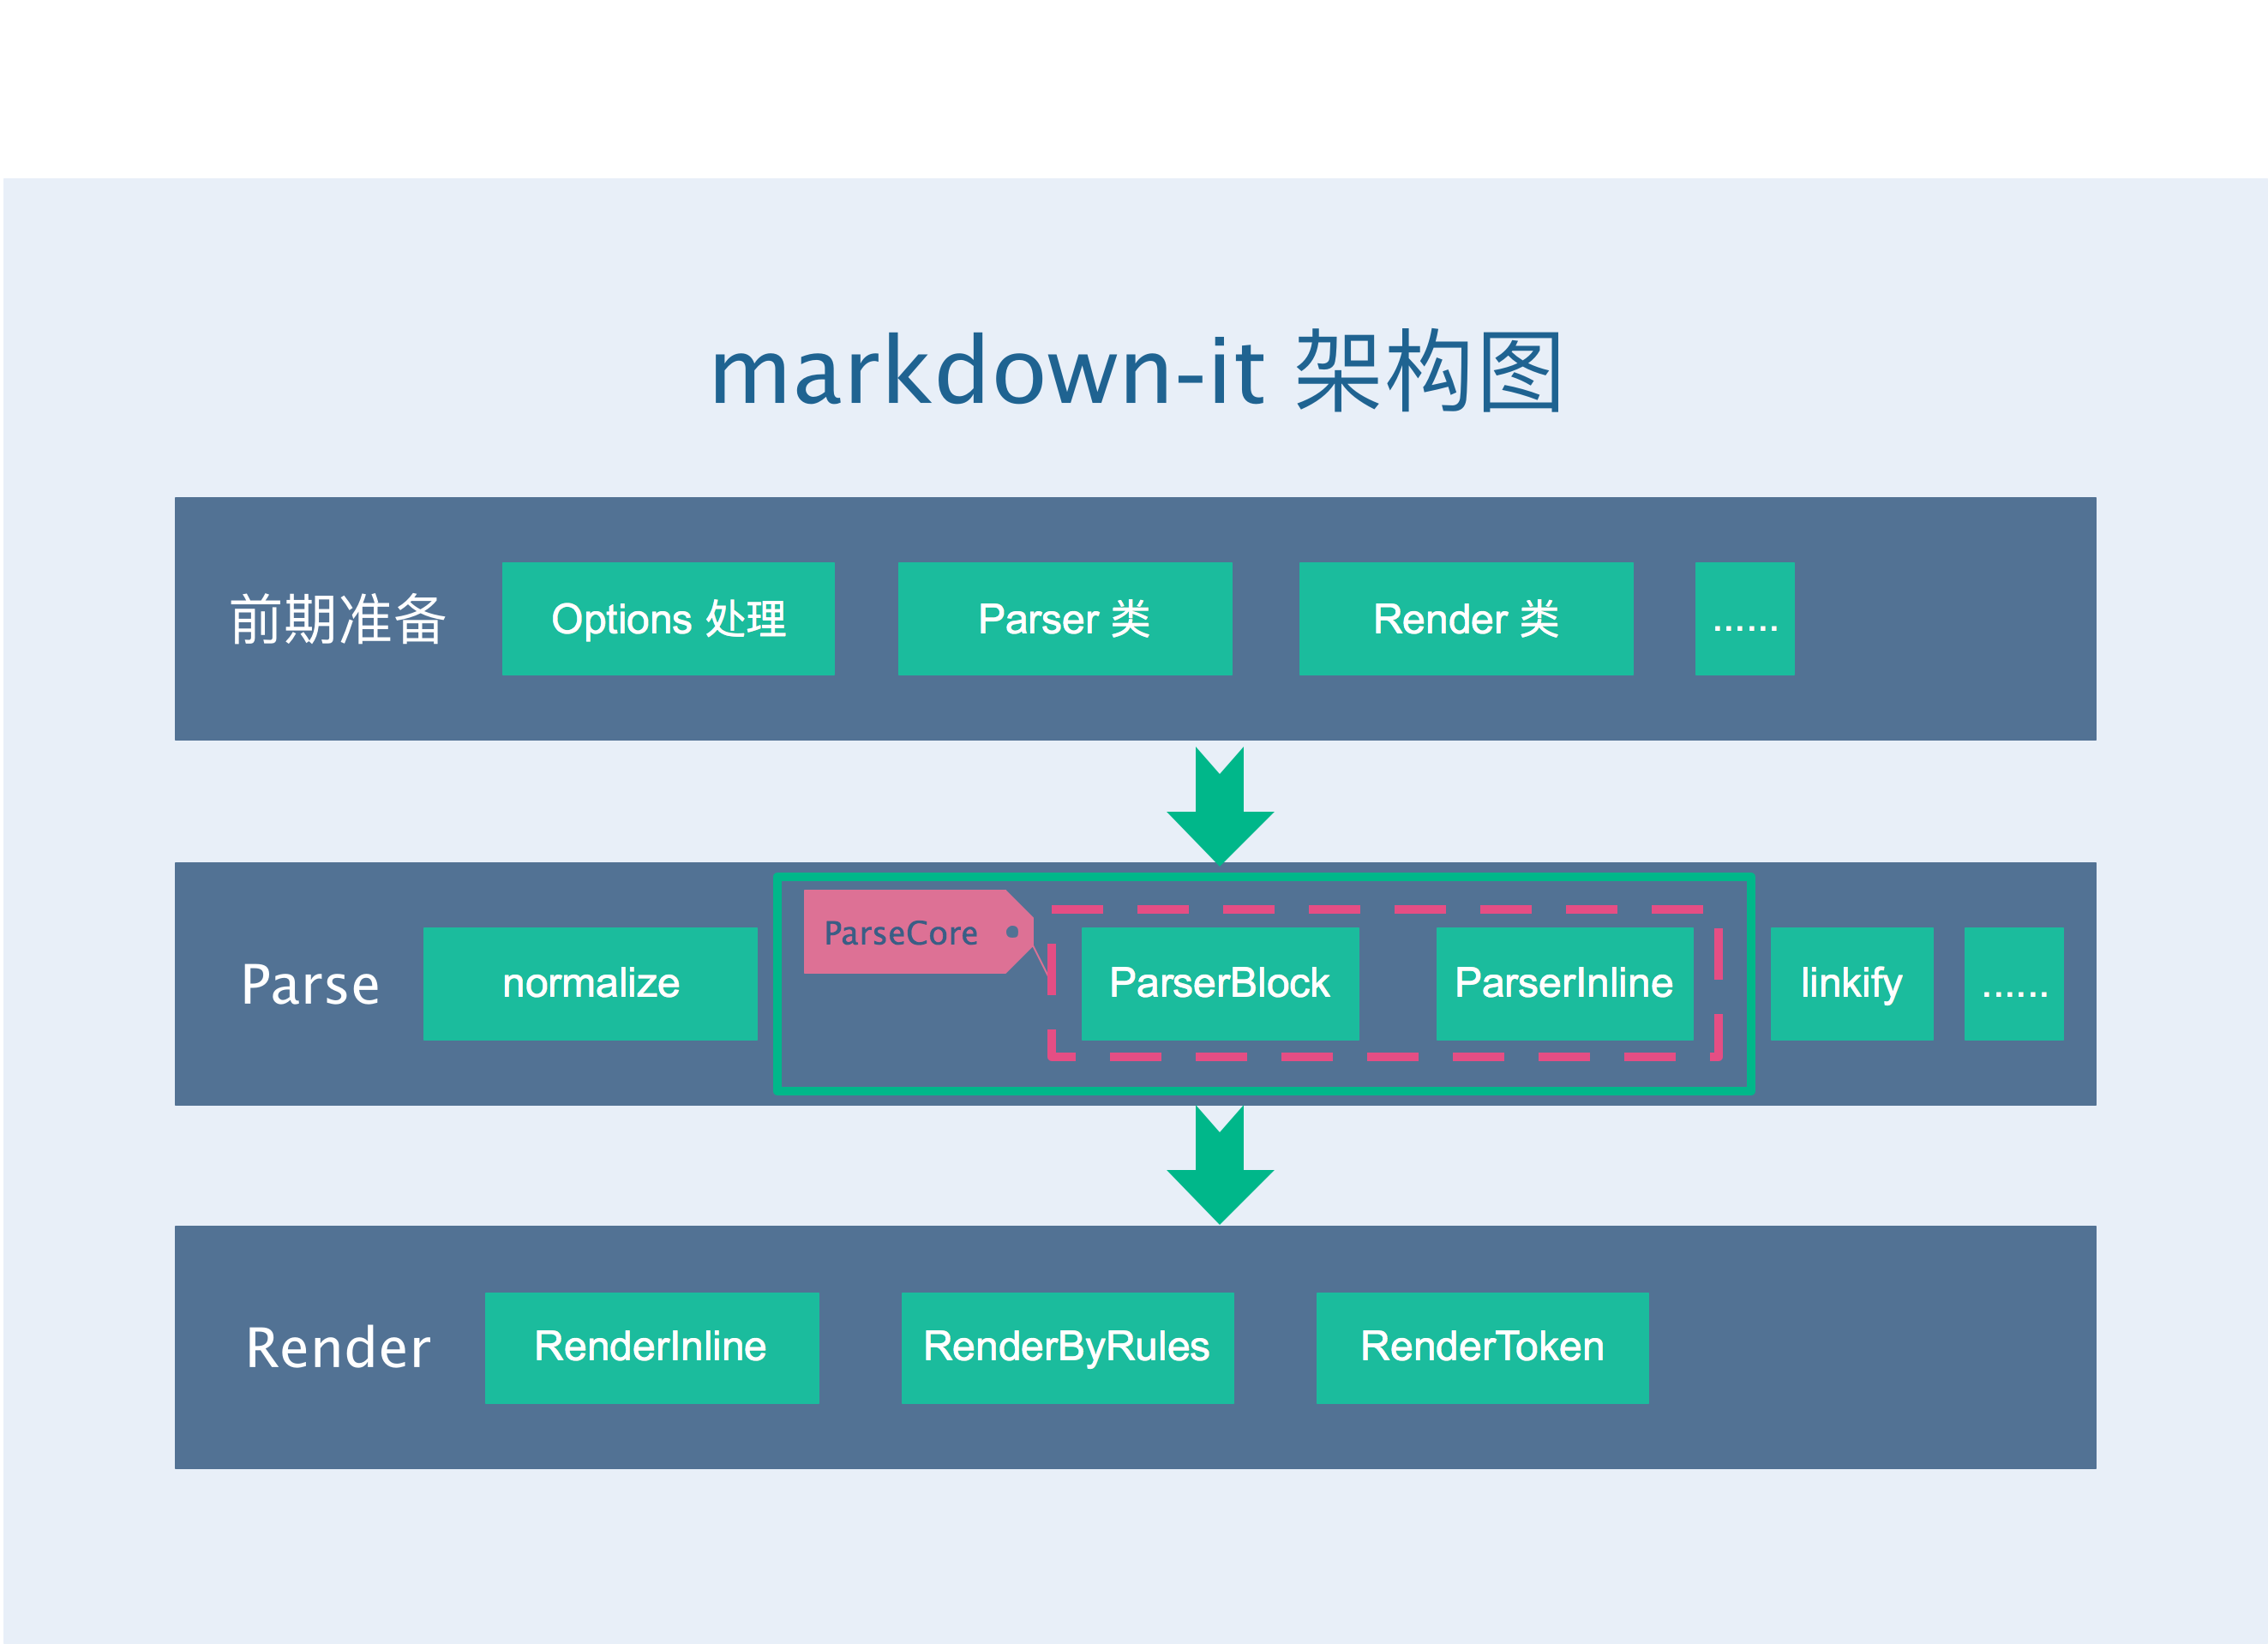 markdown-it 架构图
前期准备
Options 处理
Parser 类
Render 类
......
Parse
normalize
ParseCore
ParserBlock
ParserInline
linkify
......
Render
RenderInline
RenderByRules
RenderToken